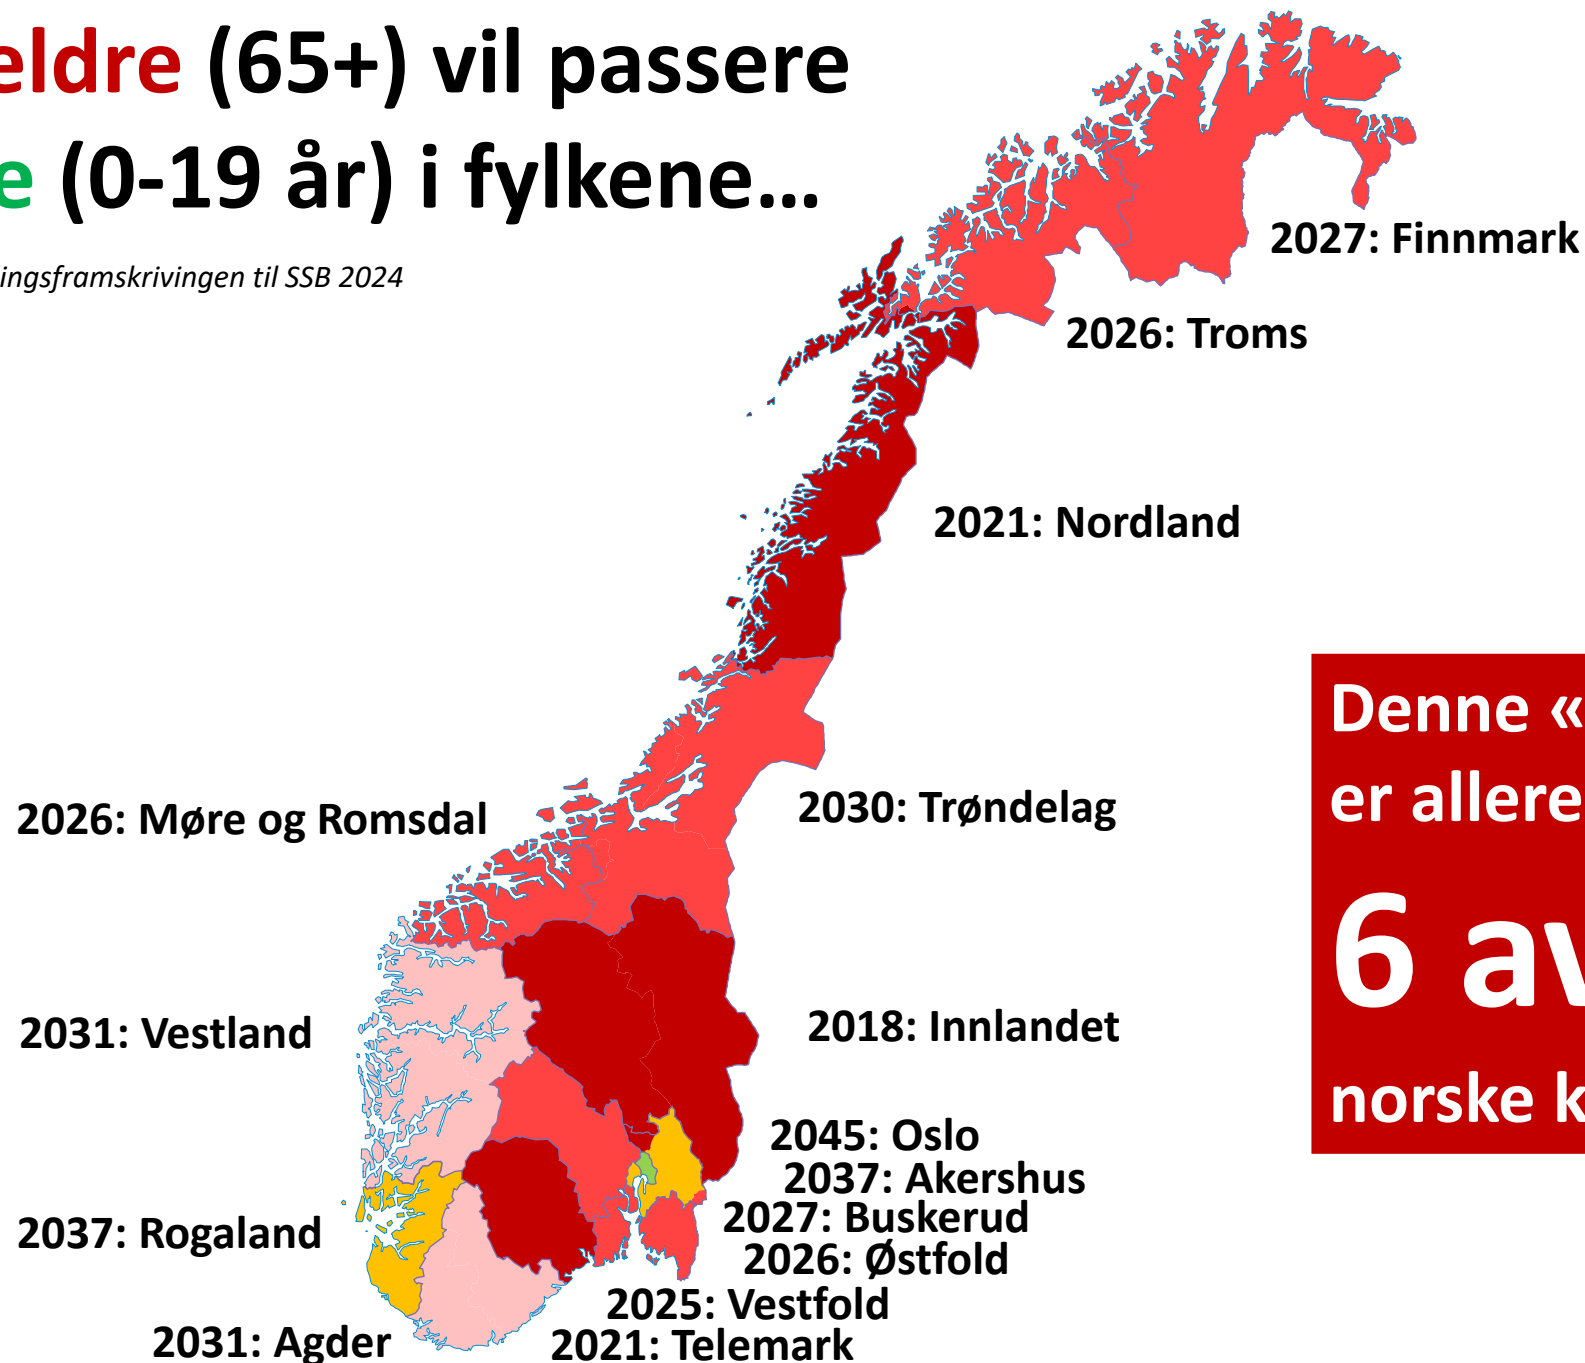 eldre (65+) vil passere
e (0-19 år) i fylkene...
ingsframskrivingen til SSB 2024
2027: Finnmark
2026: Troms
2021: Nordland
2030: Trøndelag
2026: Møre og Romsdal
2031: Vestland
2018: Innlandet
2045: Oslo
2037: Akershus
2027: Buskerud
2026: Østfold
2037: Rogaland
2025: Vestfold
2031: Agder
2021: Telemark
Denne «
er allere
6 av
norske k